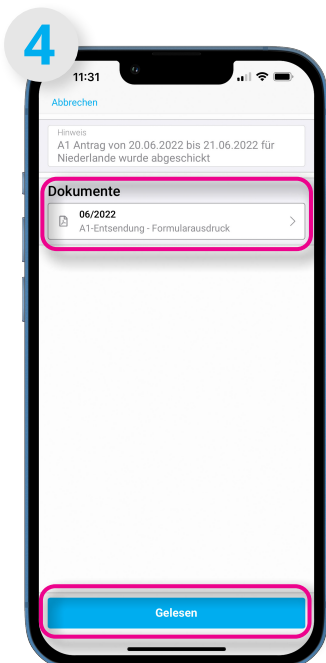 4
11:31
Abbrechen
Hinweis
A1 Antrag von 20.06.2022 bis 21.06.2022 für
Niederlande wurde abgeschickt
Dokumente
06/2022
A1-Entsendung - Formularausdruck
Gelesen